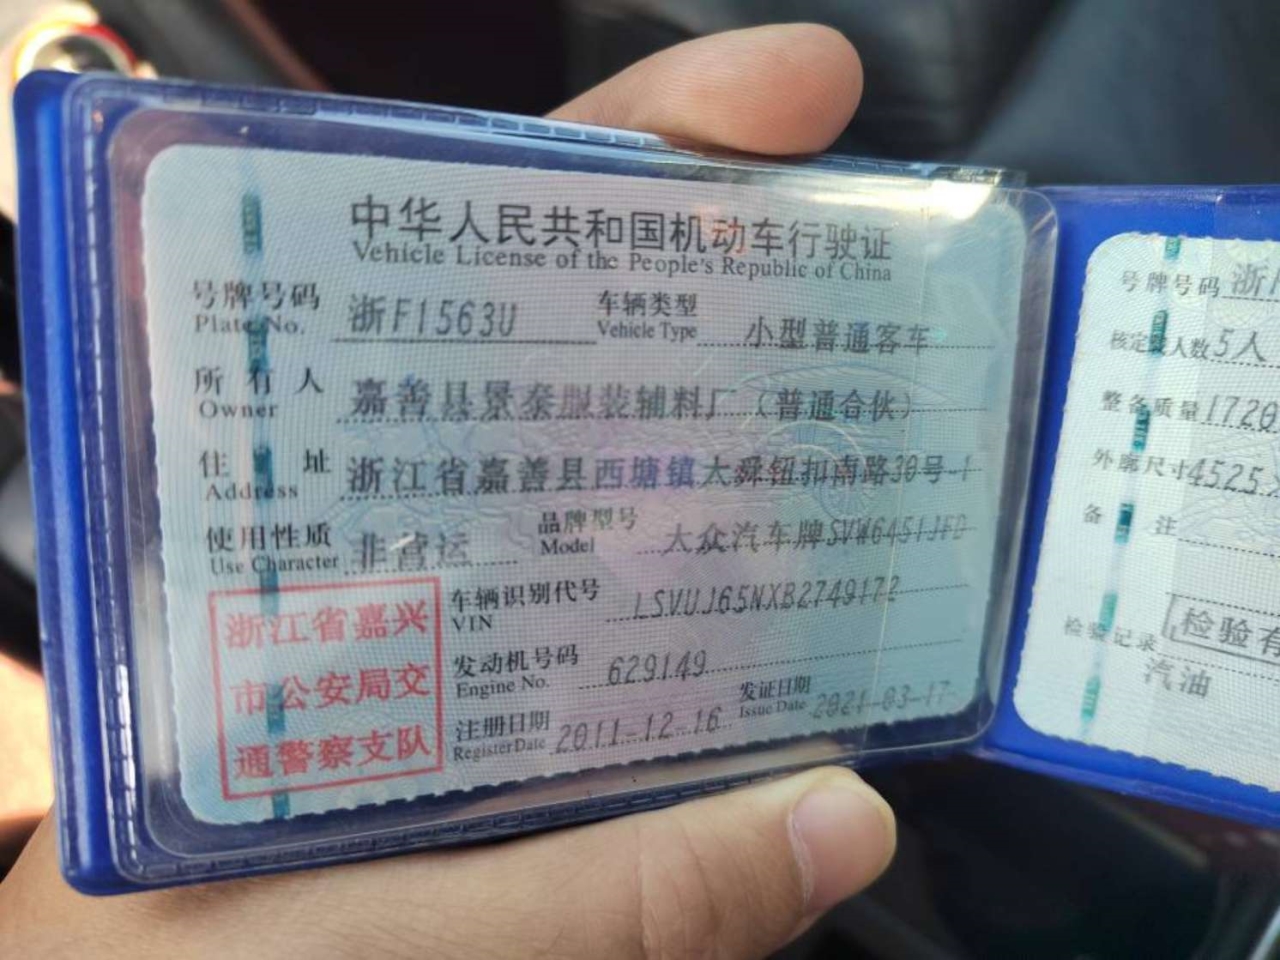 中华人民共和国机动车行驶证
Vehicle License of the People's Republic of China
号牌号码 浙F1563U 车辆类型 小型普通客车
Plate No. Vehicle Type
所有人 嘉善县景泰服装辅料厂（普通合伙）
Owner
住址 浙江省嘉善县西塘镇大舜钮扣南路30号-1
Address
使用性质 非营运 品牌型号 大众汽车牌SVW6451JFD
Use Character Model
浙江省嘉兴
市公安局交
通警察支队
车辆识别代号 LSVUJ65NXB2749172
VIN
发动机号码 629149
Engine No.
注册日期 2011-12-16 发证日期 2021-03-17
Register Date Issue Date
号牌号码 浙
核定载人数 5人
整备质量 1720
外廓尺寸 4525
备注
检验有
检验记录
汽油